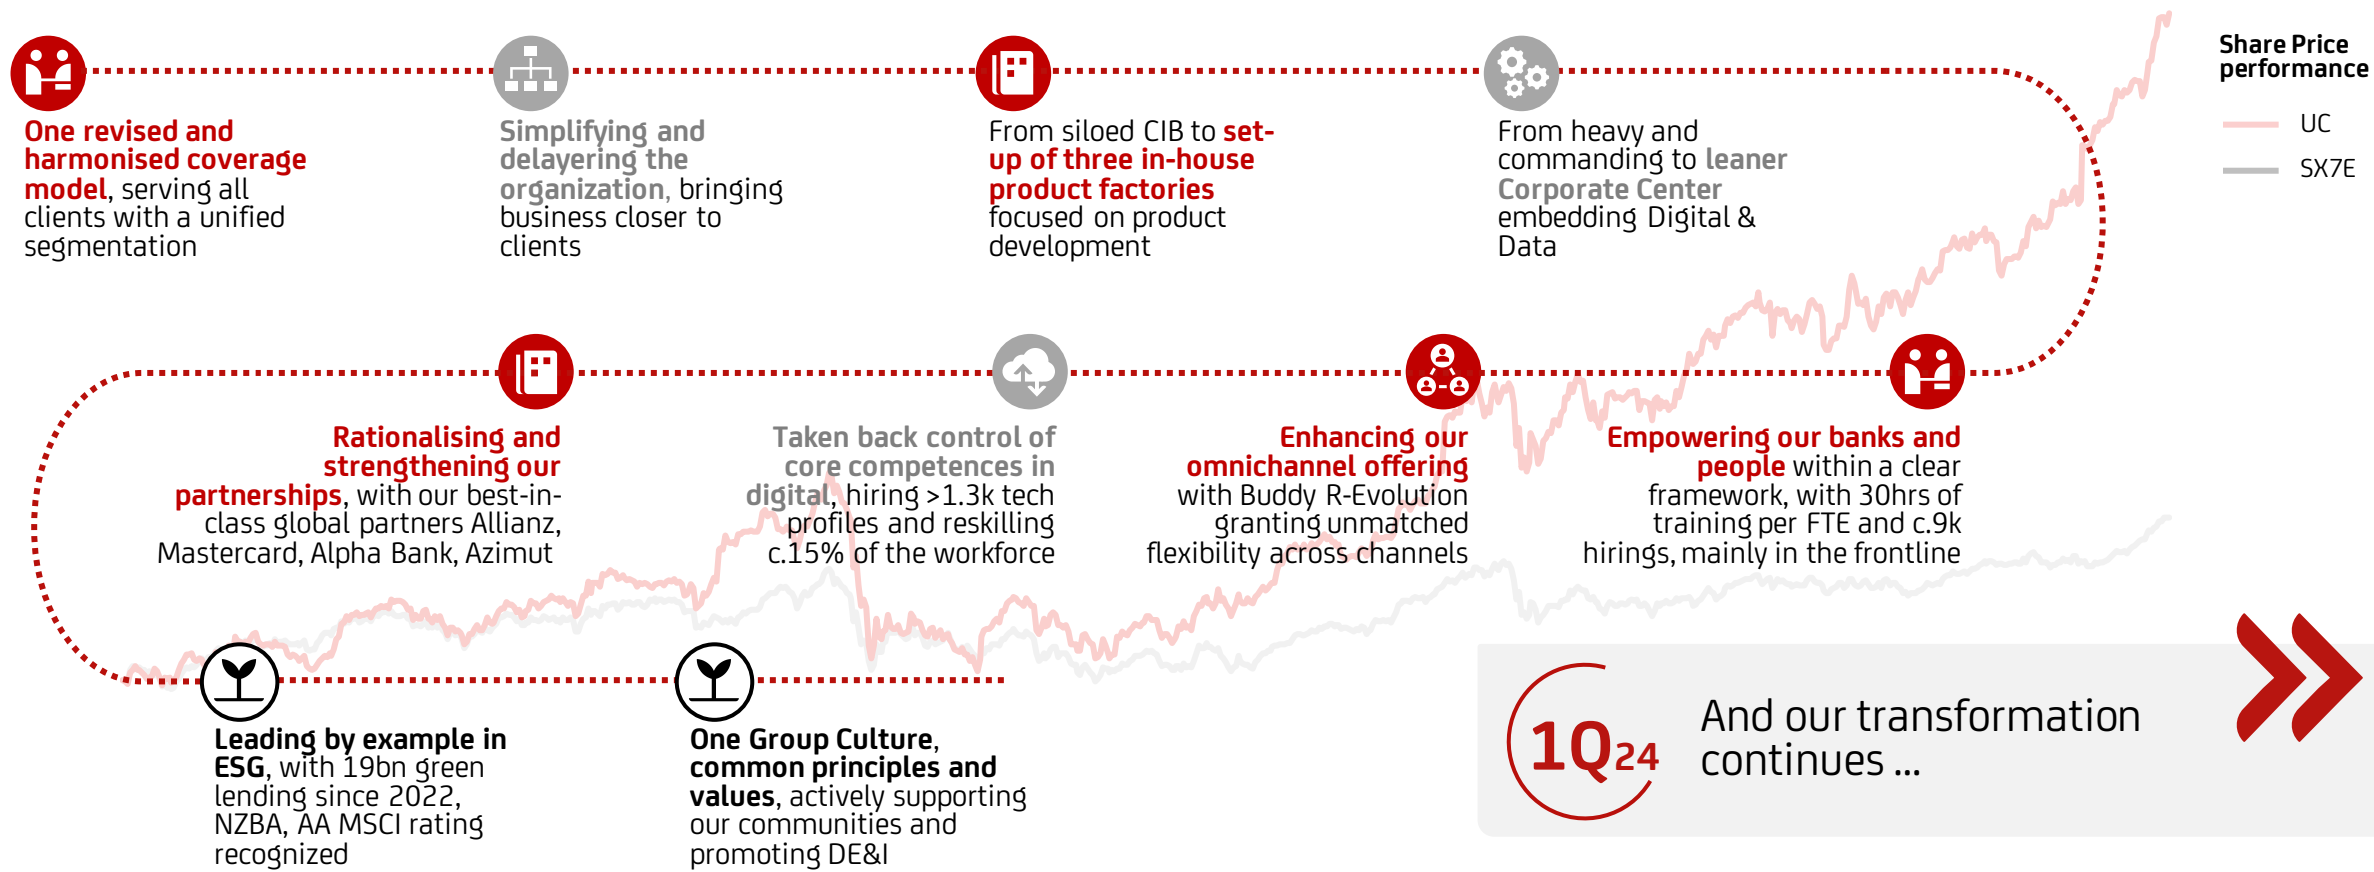 One revised and
harmonised coverage
model, serving all
clients with a unified
segmentation
Simplifying and
delayering the
organization, bringing
business closer to
clients
From siloed CIB to set-
up of three in-house
product factories
focused on product
development
From heavy and
commanding to leaner
Corporate Center
embedding Digital &
Data
Share Price
performance
UC
SX7E
Rationalising and
strengthening our
partnerships, with our best-in-
class global partners Allianz,
Mastercard, Alpha Bank, Azimut
Taken back control of
core competences in
digital, hiring >1.3k tech
profiles and reskilling
c.15% of the workforce
Enhancing our
omnichannel offering
with Buddy R-Evolution
granting unmatched
flexibility across channels
Empowering our banks and
people within a clear
framework, with 30hrs of
training per FTE and c.9k
hirings, mainly in the frontline
Leading by example in
ESG, with 19bn green
lending since 2022,
NZBA, AA MSCI rating
recognized
One Group Culture,
common principles and
values, actively supporting
our communities and
promoting DE&I
1Q24
And our transformation
continues ...